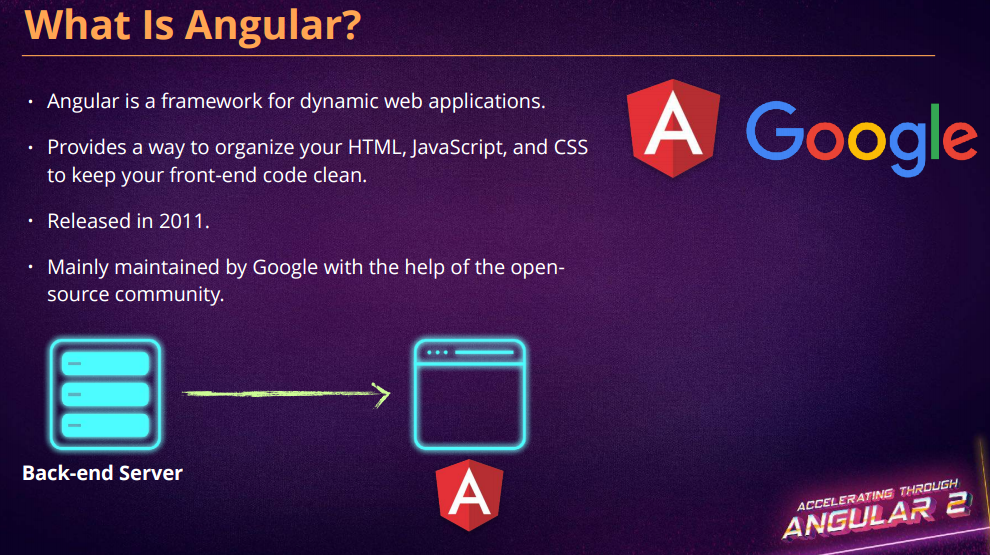 What Is Angular?
• Angular is a framework for dynamic web applications.
• Provides a way to organize your HTML, JavaScript, and CSS
to keep your front-end code clean.
• Released in 2011.
• Mainly maintained by Google with the help of the open-
source community.
A
Google
Back-end Server
A
ACCELERATING THROUGH
ANGULAR 2